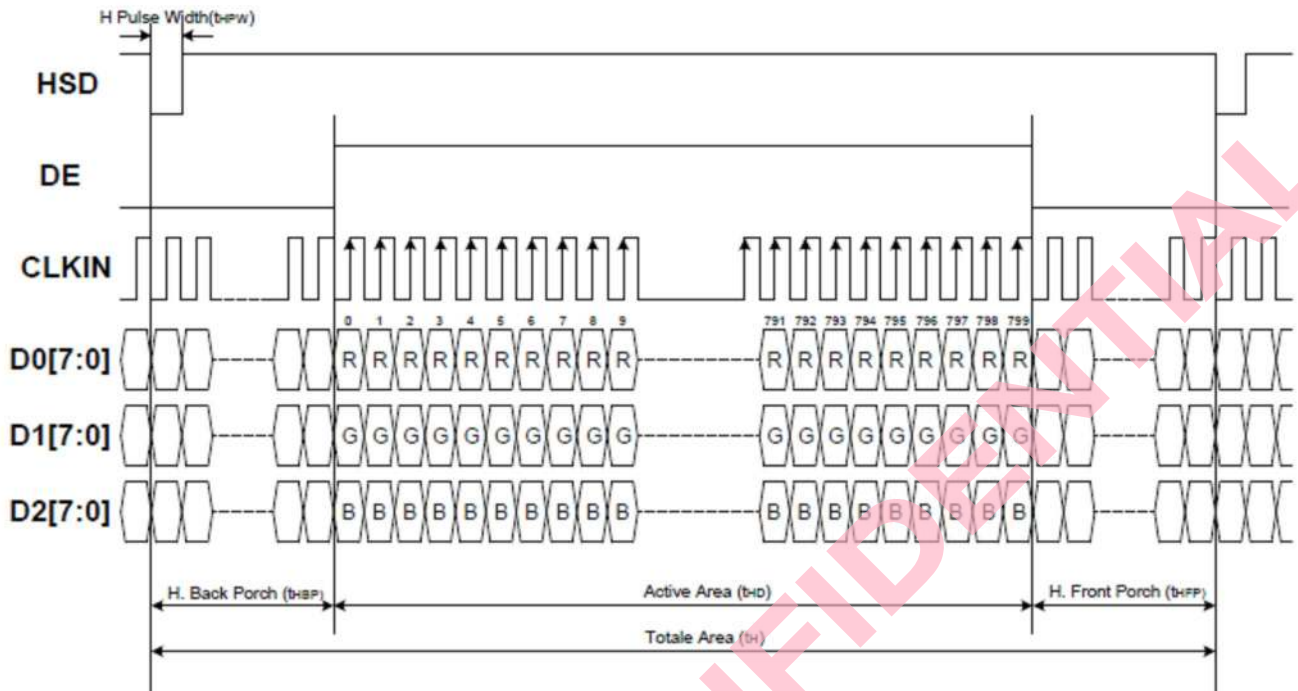 H Pulse Width(tHPW)
HSD
DE
CLKIN
0 1 2 3 4 5 6 7 8 9 791 792 793 794 795 796 797 798 799
D0[7:0] R R R R R R R R R R R R R R R R R R R
D1[7:0] G G G G G G G G G G G G G G G G G G G
D2[7:0] B B B B B B B B B B B B B B B B B B B
H. Back Porch (tHBP) Active Area (tHD) H. Front Porch (tHFP)
Totale Area (tH)
NFIDENTIAL